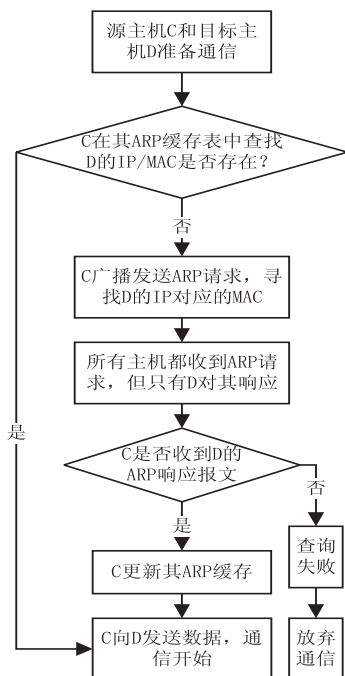 源主机C和目标主
机D准备通信
C在其ARP缓存表中查找
D的IP/MAC是否存在？
否
C广播发送ARP请求，寻
找D的IP对应的MAC
所有主机都收到ARP请
求，但只有D对其响应
是
C是否收到D的
ARP响应报文
否
是
查询
失败
C更新其ARP缓存
C向D发送数据，通
信开始
放弃
通信